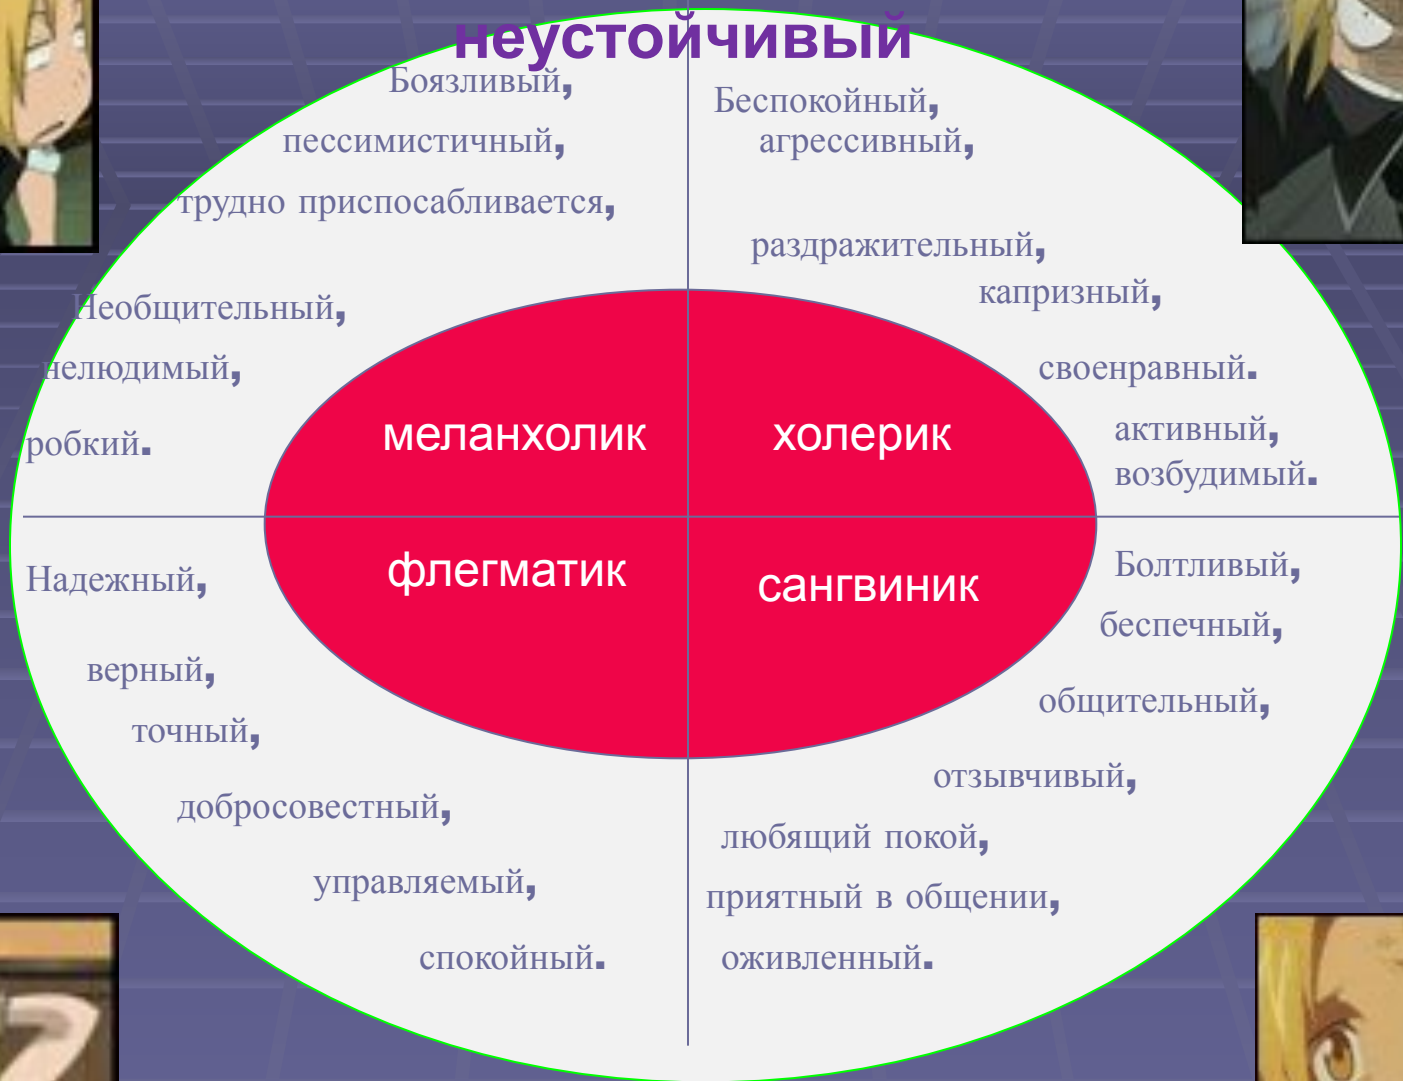 неустойчивый
Боязливый,
пессимистичный,
трудно приспосабливается,
Необщительный,
нелюдимый,
робкий.
Беспокойный,
агрессивный,
раздражительный,
капризный,
своенравный.
активный,
возбудимый.
меланхолик
холерик
флегматик
сангвиник
Надежный,
верный,
точный,
добросовестный,
управляемый,
спокойный.
Болтливый,
беспечный,
общительный,
отзывчивый,
любящий покой,
приятный в общении,
оживленный.